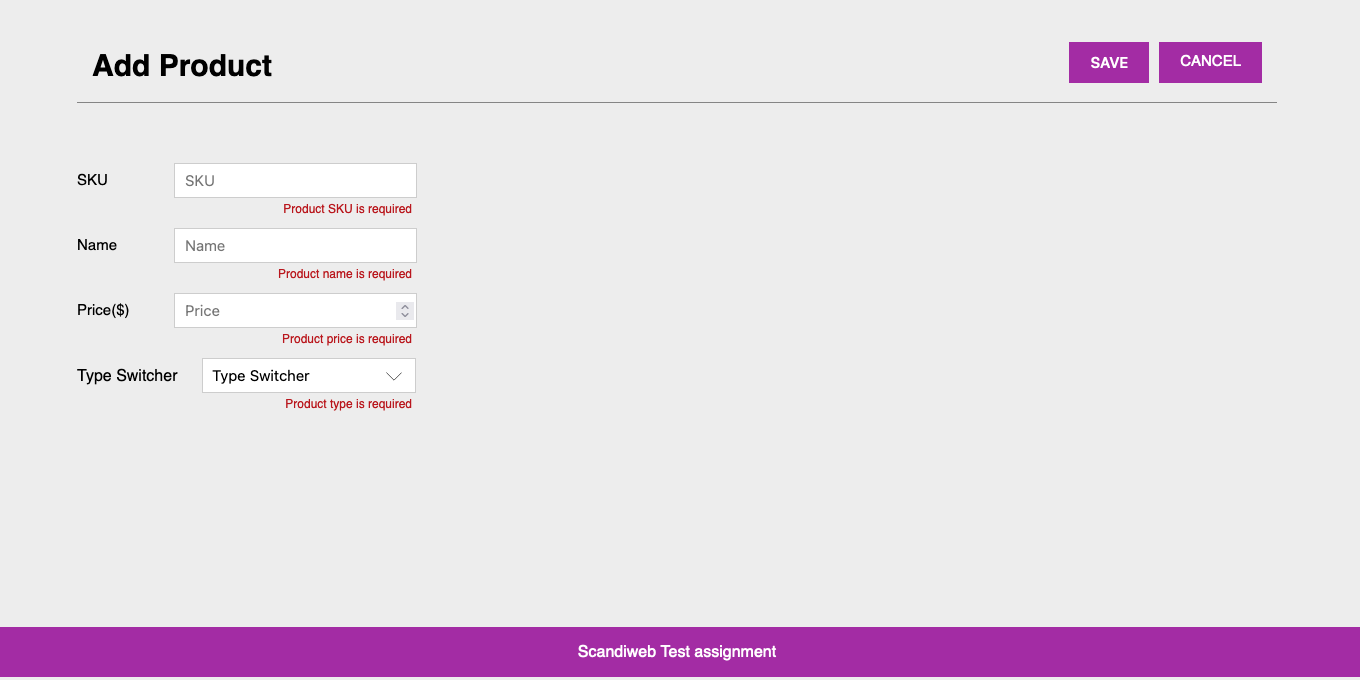 Add Product
SAVE
CANCEL
SKU
SKU
Product SKU is required
Name
Name
Product name is required
Price($)
Price
Product price is required
Type Switcher
Type Switcher
Product type is required
Scandiweb Test assignment